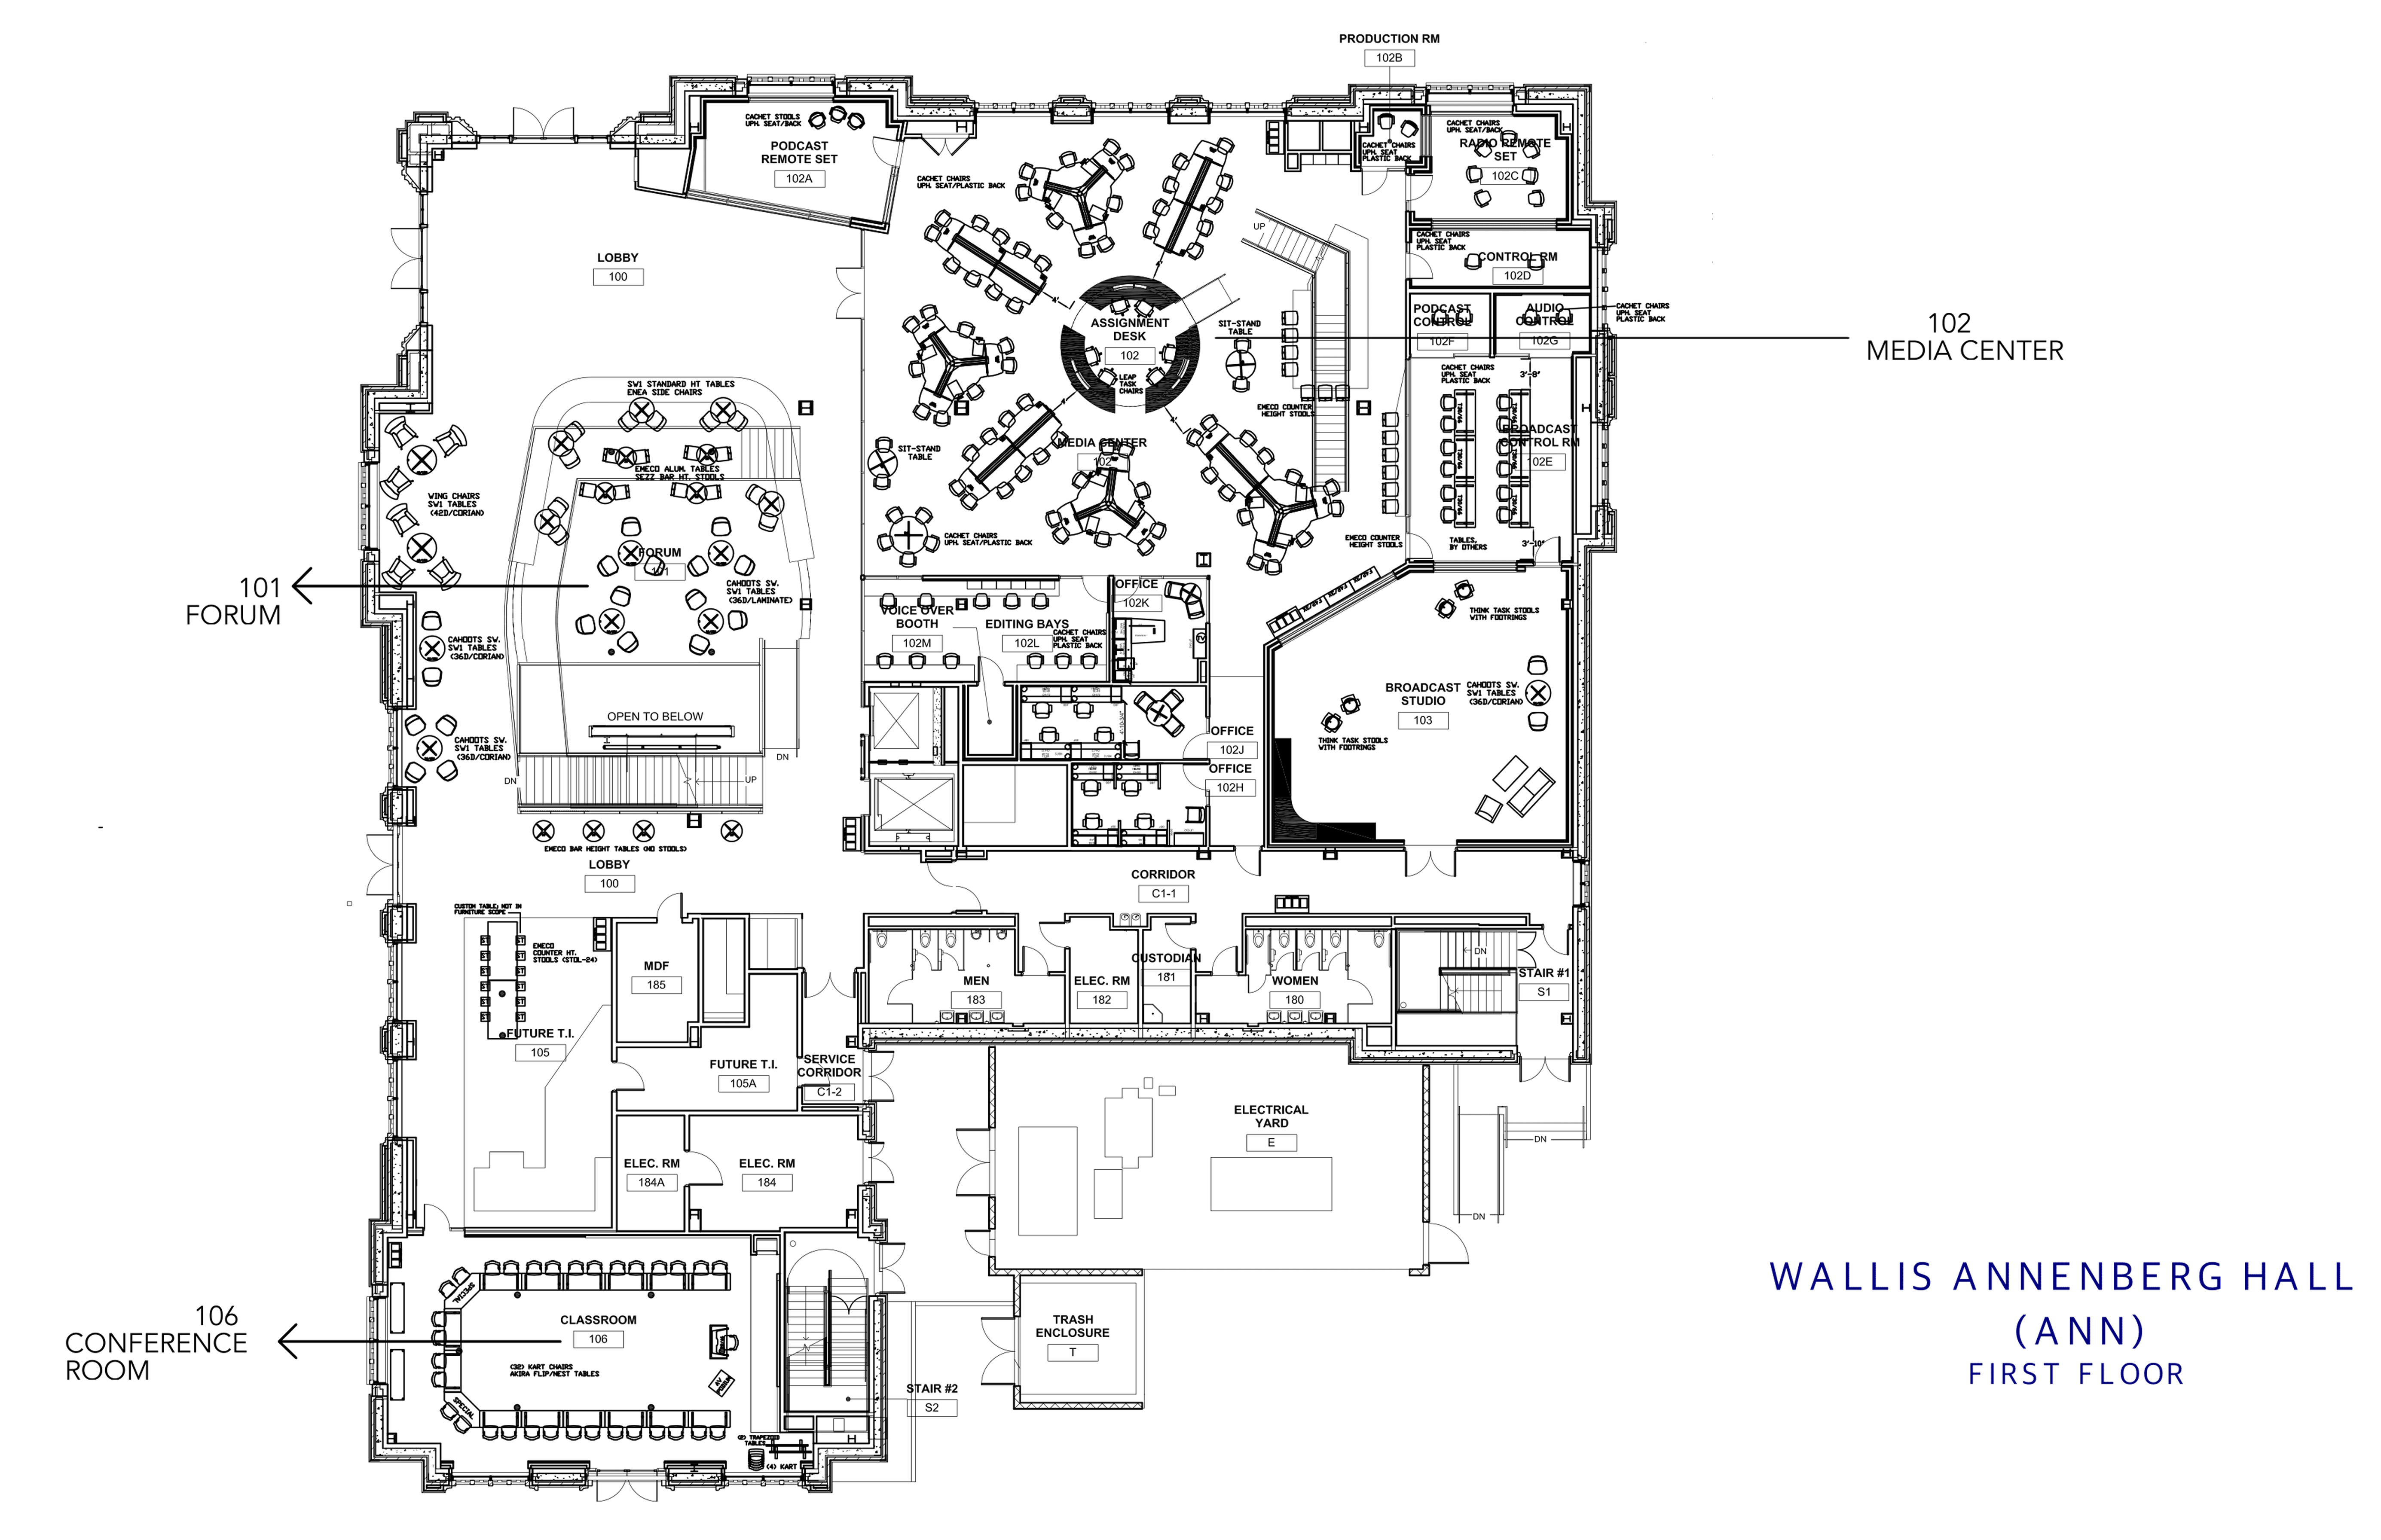 PRODUCTION RM
102B
CACHET STOOLS
UPH. SEAT/BACK
PODCAST
REMOTE SET
102A
CACHET CHAIRS
UPH. SEAT/PLASTIC BACK
CACHET CHAIRS
UPH. SEAT
PLASTIC BACK
CACHET CHAIRS
UPH. SEAT/BACK
RADIO REMOTE
SET
102C
UP
LOBBY
100
CACHET CHAIRS
UPH. SEAT
PLASTIC BACK
CONTROL RM
102D
4'
4'
ASSIGNMENT
DESK
102
LEAP
TASK
CHAIRS
SIT-STAND
TABLE
PODCAST
CONTROL
102F
AUDIO
CONTROL
102G
CACHET CHAIRS
UPH. SEAT
PLASTIC BACK
102
MEDIA CENTER
SW1 STANDARD HT TABLES
ENEA SIDE CHAIRS
4'
4'
EMECO COUNTER
HEIGHT STOOLS
CACHET CHAIRS
UPH. SEAT
PLASTIC BACK
3'-8"
BROADCAST
CONTROL RM
102E
MEDIA CENTER
102
SIT-STAND
TABLE
EMECO ALUM. TABLES
SEZZ BAR HT. STOOLS
WING CHAIRS
SW1 TABLES
(42D/CORIAN)
CACHET CHAIRS
UPH. SEAT/PLASTIC BACK
EMECO COUNTER
HEIGHT STOOLS
TABLES,
BY OTHERS
3'-10"
FORUM
101
101
FORUM
CAHOOTS SW.
SW1 TABLES
(36D/LAMINATE)
OFFICE
102K
VOICE OVER
BOOTH
102M
EDITING BAYS
102L
CACHET CHAIRS
UPH. SEAT
PLASTIC BACK
THINK TASK STOOLS
WITH FOOTRINGS
CAHOOTS SW.
SW1 TABLES
(36D/CORIAN)
BROADCAST
STUDIO
103
CAHOOTS SW.
SW1 TABLES
(36D/CORIAN)
OPEN TO BELOW
OFFICE
102J
THINK TASK STOOLS
WITH FOOTRINGS
CAHOOTS SW.
SW1 TABLES
(36D/CORIAN)
DN
DN
UP
OFFICE
102H
EMECO BAR HEIGHT TABLES (NO STOOLS)
LOBBY
100
CORRIDOR
C1-1
CUSTOM TABLE; NOT IN
FURNITURE SCOPE
EMECO
COUNTER HT.
STOOLS (STOL-24)
MDF
185
MEN
183
ELEC. RM
182
CUSTODIAN
181
WOMEN
180
DN
STAIR #1
S1
FUTURE T.I.
105
FUTURE T.I.
105A
SERVICE
CORRIDOR
C1-2
ELECTRICAL
YARD
E
DN
ELEC. RM
184A
ELEC. RM
184
DN
SPECIAL
CLASSROOM
106
106
CONFERENCE
ROOM
(32) KART CHAIRS
AKIRA FLIP/NEST TABLES
SPECIAL
TRASH
ENCLOSURE
T
STAIR #2
S2
(2) TRAPEZOID
TABLES
(4) KART
WALLIS ANNENBERG HALL
(ANN)
FIRST FLOOR